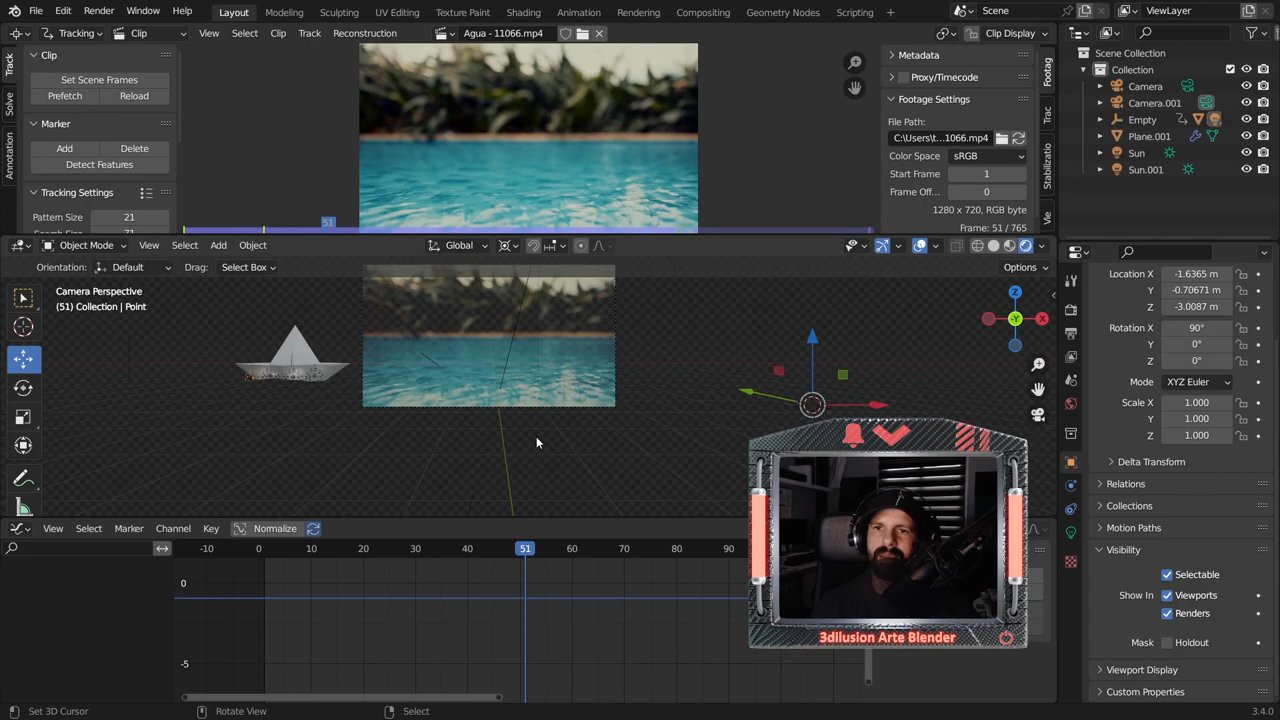 File Edit Render Window Help Layout Modeling Sculpting UV Editing Texture Paint Shading Animation Rendering Compositing Geometry Nodes Scripting Scene ViewLayer
Tracking Clip View Select Clip Track Reconstruction Agua - 11066.mp4 Clip Display
Track
Solve
Annotation
Clip
Set Scene Frames
Prefetch Reload
Marker
Add Delete
Detect Features
Tracking Settings
Pattern Size 21
51
Metadata
Proxy/Timecode
Footage Settings
File Path:
C:\Users\t...1066.mp4
Color Space sRGB
Start Frame 1
Frame Off... 0
1280 x 720, RGB byte
Frame: 51 / 765
Footag
Trac
Stabilizatio
Scene Collection
Collection
Camera
Camera.001
Empty
Plane.001
Sun
Sun.001
Object Mode View Select Add Object Global
Orientation: Default Drag: Select Box Options
Camera Perspective
(51) Collection | Point
Z
-Y
X
Location X -1.6365 m
Y -0.70671 m
Z -3.0087 m
Rotation X 90°
Y 0°
Z 0°
Mode XYZ Euler
Scale X 1.000
Y 1.000
Z 1.000
Delta Transform
Relations
Collections
Motion Paths
Visibility
Selectable
Show In Viewports
Renders
Mask Holdout
Viewport Display
Custom Properties
View Select Marker Channel Key Normalize
-10 0 10 20 30 40 51 60 70 80 90
0
-5
3dilusion Arte Blender
Set 3D Cursor Rotate View Select 3.4.0